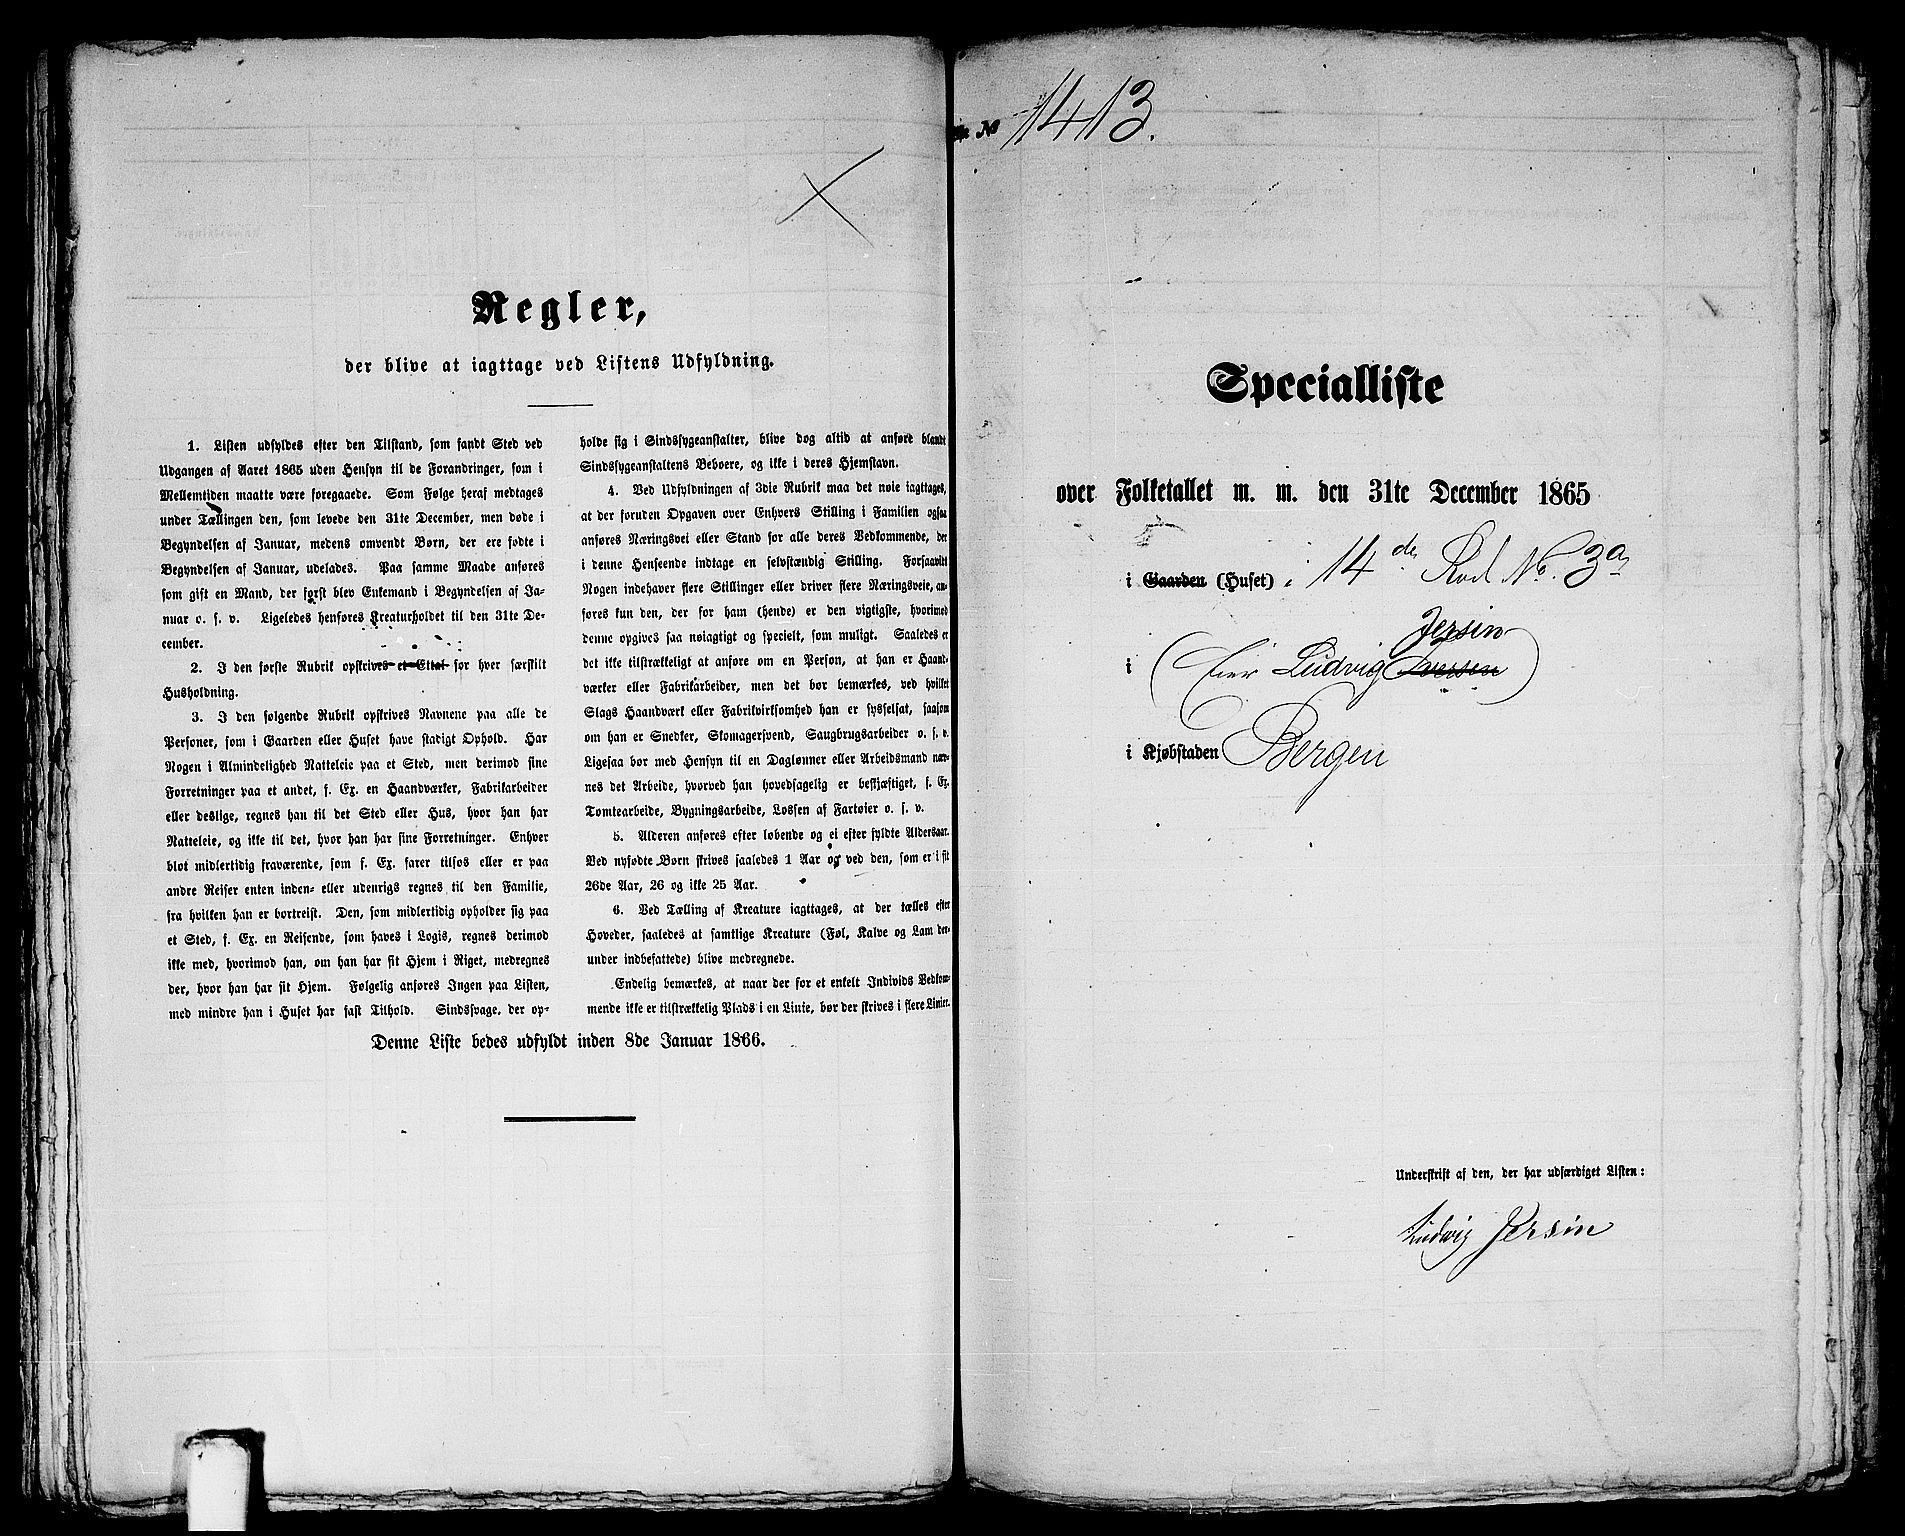 Regler,
der blive at iagttage ved Listens Udfyldning.
1. Listen udfyldes efter den Tilstand, som fandt Sted ved
Udgangen af Aaret 1865 uden Hensyn til de Forandringer, som i
Mellemtiden maatte være foregaaede. Som Følge heraf medtages
under Tællingen den, som levede den 31te December, men døde i
Begyndelsen af Januar, medens omvendt Børn, der ere fødte i
Begyndelsen af Januar, udelades. Paa samme Maade anføres
som gift en Mand, der først blev Enkemand i Begyndelsen af Ja-
nuar o. s. v. Ligeledes henføres Kreaturholdet til den 31te De-
cember.
2. I den første Rubrik opskrives et Ettal for hver særskilt
Husholdning.
3. I den følgende Rubrik opskrives Navnene paa alle de
Personer, som i Gaarden eller Huset have stadigt Ophold. Har
Nogen i Almindelighed Natteleie paa et Sted, men derimod sine
Forretninger paa et andet, f. Ex. en Haandværker, Fabrikarbeider
eller deslige, regnes han til det Sted eller Hus, hvor han har
Natteleie, og ikke til det, hvor han har sine Forretninger. Enhver
blot midlertidig fraværende, som f. Ex. farer tilsøs eller er paa
andre Reiser enten inden- eller udenrigs regnes til den Familie,
fra hvilken han er bortreist. Den, som midlertidig opholder sig paa
et Sted, f. Ex. en Reisende, som haves i Logis, regnes derimod
ikke med, hvorimod han, om han har sit Hjem i Riget, medregnes
der, hvor han har sit Hjem. Følgelig anføres Ingen paa Listen,
med mindre han i Huset har fast Tilhold. Sindssvage, der op-
holde sig i Sindssygeanstalter, blive dog altid at anføre blandt
Sindssygeanstaltens Beboere, og ikke i deres Hjemstavn.
4. Ved Udfyldningen af 3die Rubrik maa det nøie iagttages,
at der foruden Opgaven over Enhvers Stilling i Familien ogsaa
anføres Næringsvei eller Stand for alle deres Vedkommende, der
i denne Henseende indtage en selvstændig Stilling. Forsaavidt
Nogen indehaver flere Stillinger eller driver flere Næringsveie, an-
føres kun den, der for ham (hende) er den vigtigste, hvorimod
denne opgives saa nøiagtigt og specielt, som muligt. Saaledes er
det ikke tilstrækkeligt at anføre om en Person, at han er Haand-
værker eller Fabrikarbeider, men det bør bemærkes, ved hvilket
Slags Haandværk eller Fabrikvirksomhed han er sysselsat, saasom
om han er Snedker, Skomagersvend, Saugbrugsarbeider o. s. v.
Ligesaa bør med Hensyn til en Daglønner eller Arbeidsmand næv-
nes det Arbeide, hvorved han hovedsagelig er beskjæftiget, f. Ex.
Tomtearbeide, Bygningsarbeide, Lossen af Fartøier o. s. v.
5. Alderen anføres efter løbende og ei efter fyldte Aldersaar.
Ved nyfødte Børn skrives saaledes 1 Aar og ved den, som er i sit
26de Aar, 26 og ikke 25 Aar.
6. Ved Tælling af Kreature iagttages, at der tælles efter
Hoveder, saaledes at samtlige Kreature (Føl, Kalve og Lam der-
under indbefattede) blive medregnede.
Endelig bemærkes, at naar der for et enkelt Individs Vedkom-
mende ikke er tilstrækkelig Plads i en Linie, bør der skrives i flere Linier.
Denne Liste bedes udfyldt inden 8de Januar 1866.
No 1413.
Specialliste
over Folketallet m. m. den 31te December 1865
i Gaarden (Huset) i 14de Rod No. 3a
Jersin
i (Eier Ludvig Iversen)
i Kjøbstaden Bergen
Underskrift af den, der har udfærdiget Listen:
Ludvig Jersin